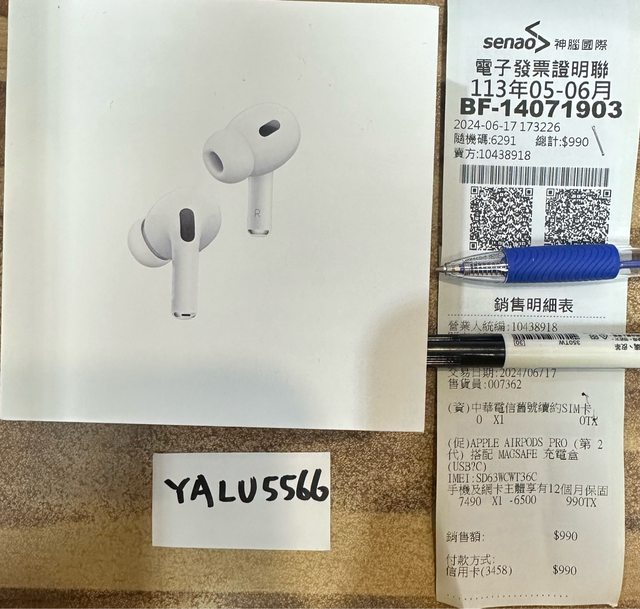 senao 神腦國際
電子發票證明聯
113年05-06月
BF-14071903
2024-06-17 173226
隨機碼:6291 總計:$990
賣方:10438918
銷售明細表
營業人統編:10438918
350TW
交易日期:2024/06/17
售貨員:007362
(資)中華電信舊號續約SIM卡
0 X1 0TX
(促)APPLE AIRPODS PRO (第 2
代) 搭配 MAGSAFE 充電盒
(USB?C)
IMEI:SD63WCWT36C
手機及網卡主體享有12個月保固
7490 X1 -6500 990TX
銷售額: $990
付款方式:
信用卡(3458) $990
R
YALU5566